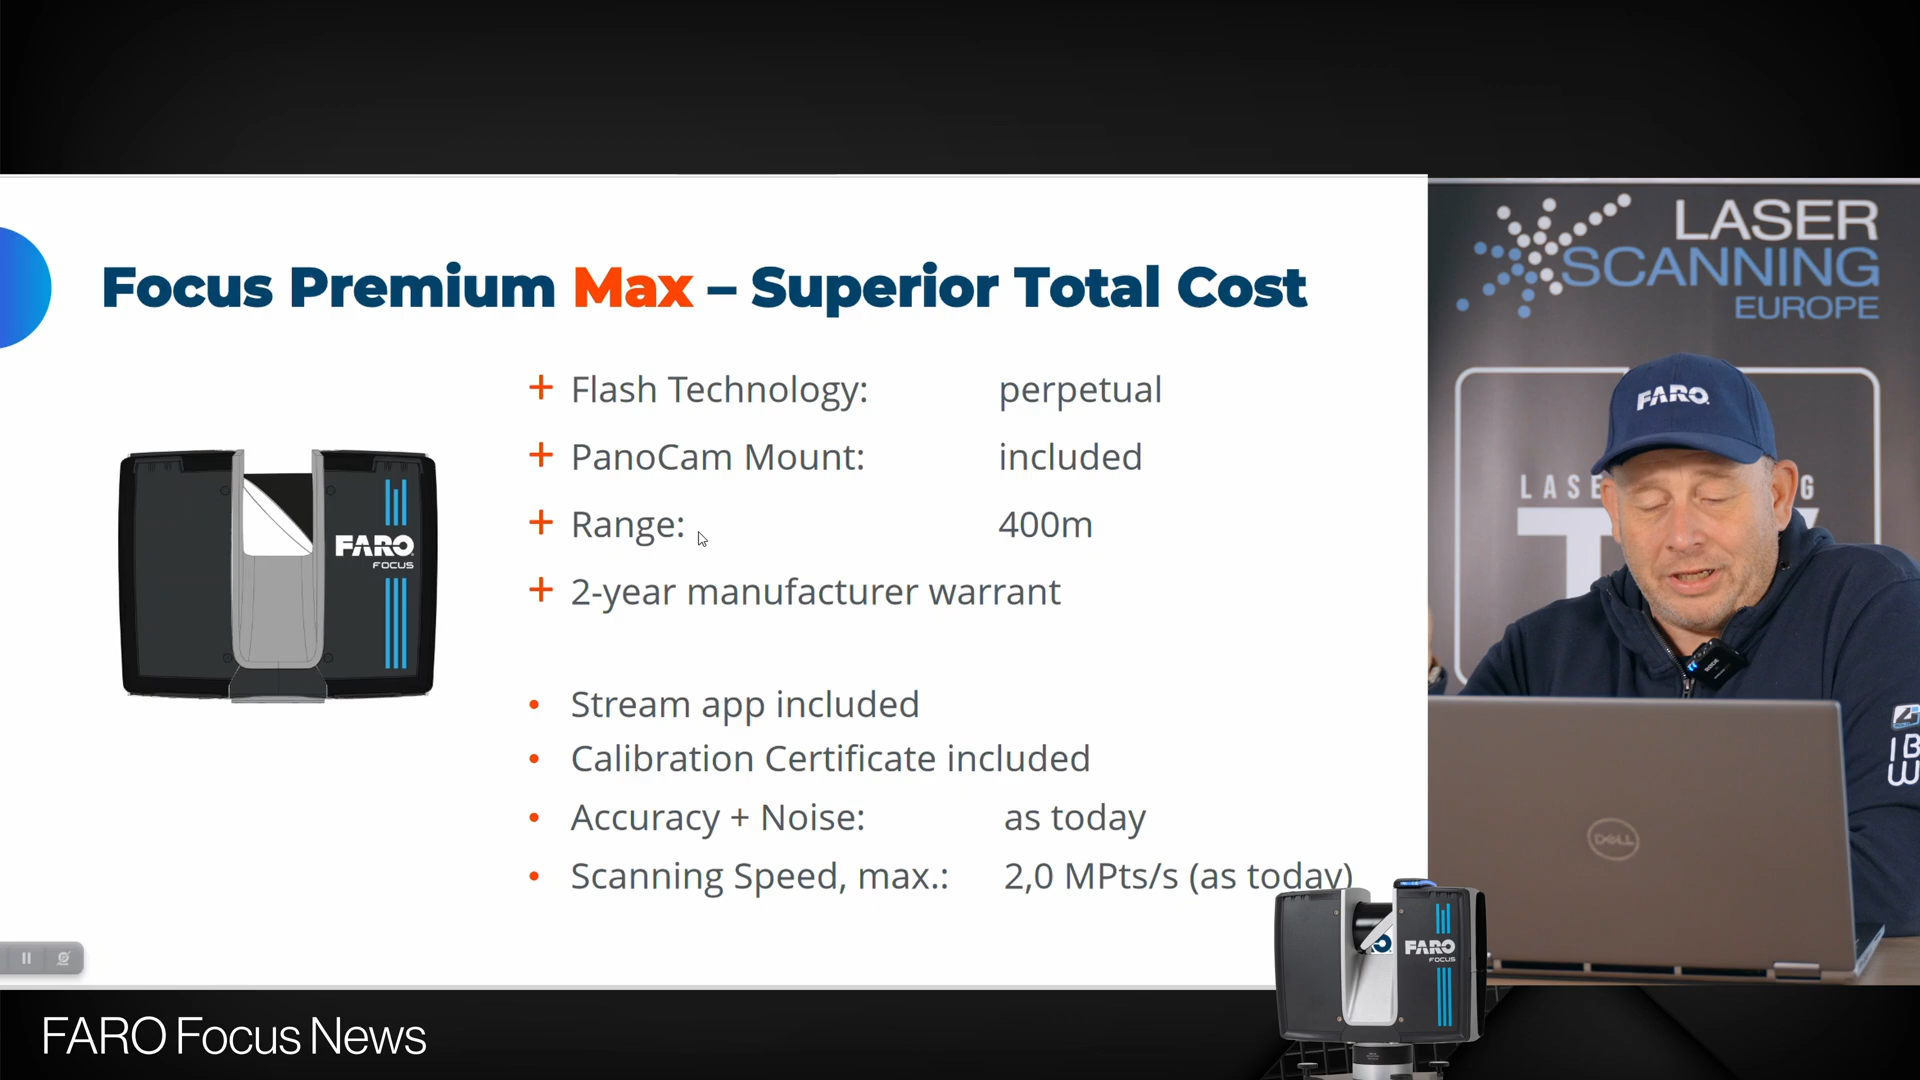 LASER
SCANNING
EUROPE
Focus Premium Max – Superior Total Cost
+ Flash Technology: perpetual
+ PanoCam Mount: included
+ Range: 400m
+ 2-year manufacturer warrant
• Stream app included
• Calibration Certificate included
• Accuracy + Noise: as today
• Scanning Speed, max.: 2,0 MPts/s (as today)
FARO
FOCUS
FARO
LASE
G
DELL
FARO
FOCUS
FARO Focus News